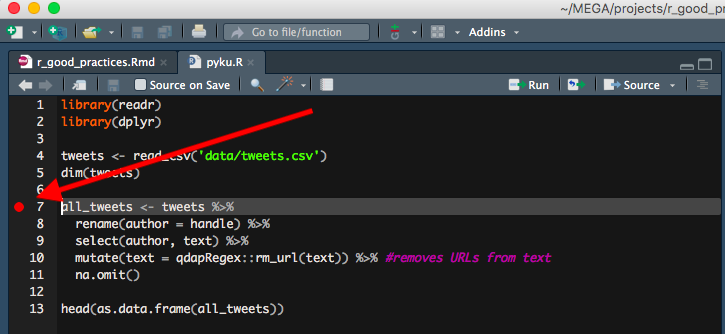 ~/MEGA/projects/r_good_pr
Go to file/function
Addins
r_good_practices.Rmd
pyku.R
Source on Save
Run
Source
1 library(readr)
2 library(dplyr)
3
4 tweets <- read_csv('data/tweets.csv')
5 dim(tweets)
6
7 all_tweets <- tweets %>%
8 rename(author = handle) %>%
9 select(author, text) %>%
10 mutate(text = qdapRegex::rm_url(text)) %>% #removes URLs from text
11 na.omit()
12
13 head(as.data.frame(all_tweets))